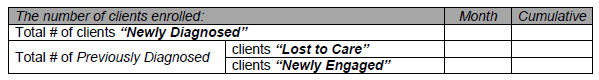 The number of clients enrolled: Month Cumulative
Total # of clients “Newly Diagnosed”
Total # of Previously Diagnosed clients “Lost to Care”
clients “Newly Engaged”